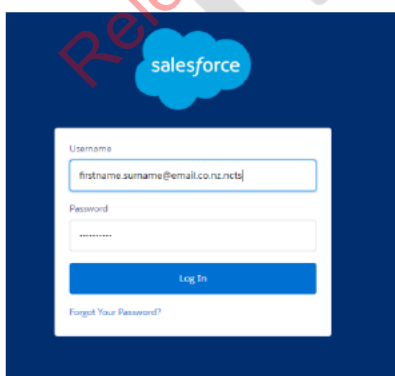 salesforce
Username
firstname.surname@email.co.nz.ncts
Password
Log In
Forgot Your Password?